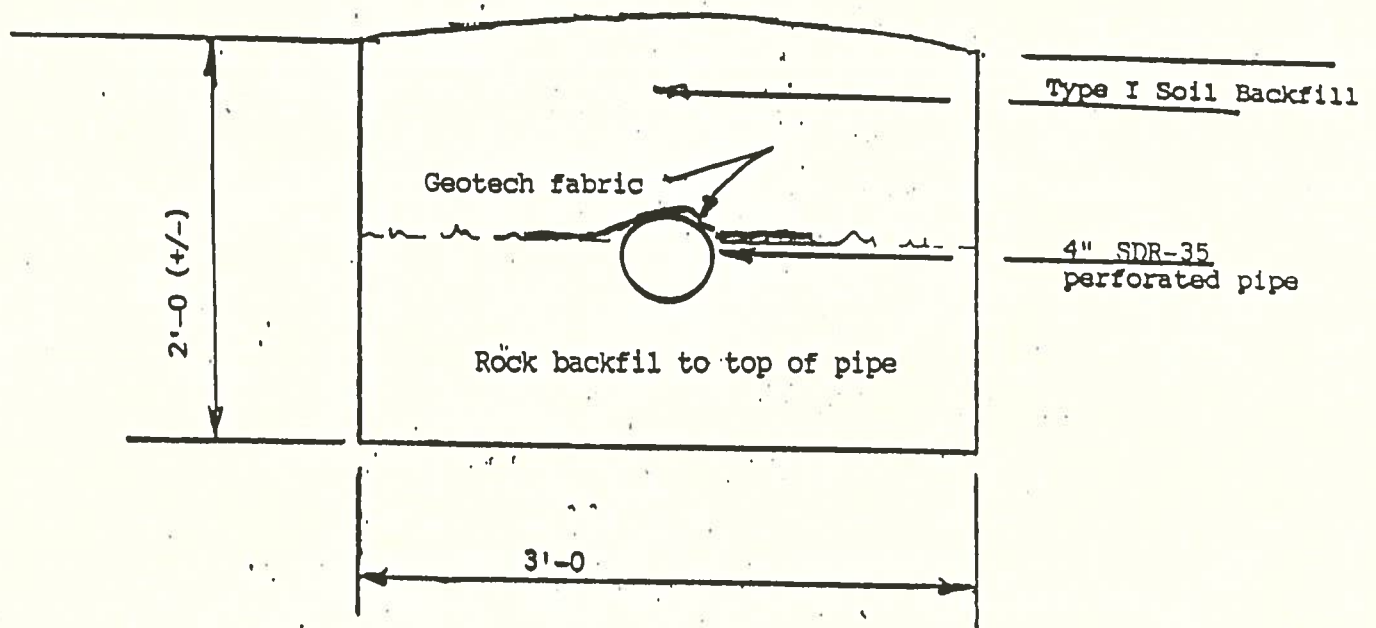 Type I Soil Backfill
Geotech fabric
2'-0 (+/-)
4" SDR-35
perforated pipe
Rock backfil to top of pipe
3'-0